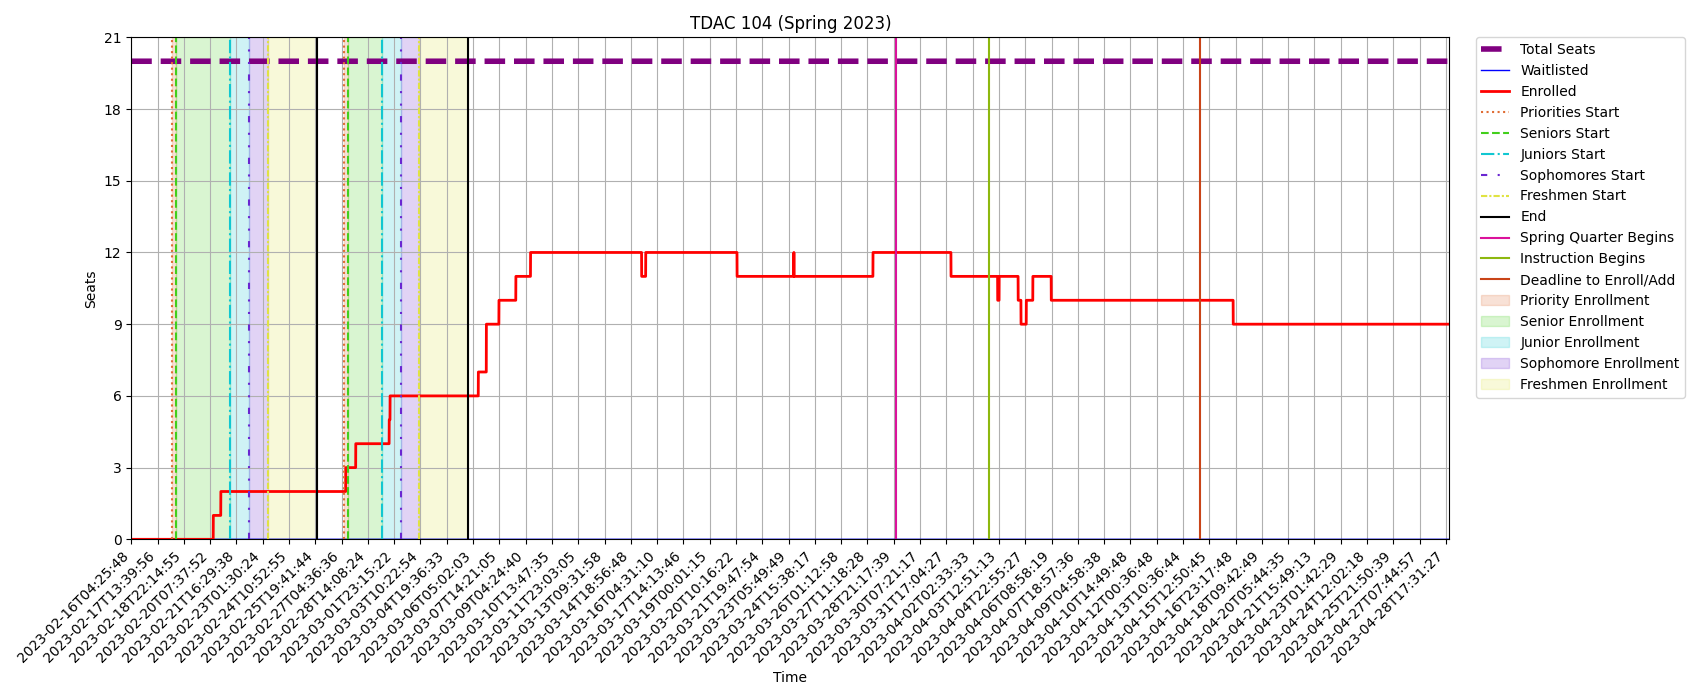 TDAC 104 (Spring 2023)
Seats
21
18
15
12
9
6
3
0
2023-02-16T04:25:48
2023-02-17T13:39:56
2023-02-18T22:14:55
2023-02-20T07:37:52
2023-02-21T16:29:38
2023-02-23T01:30:24
2023-02-24T10:52:55
2023-02-25T19:41:44
2023-02-27T04:36:36
2023-02-28T14:08:24
2023-03-01T23:15:22
2023-03-03T10:22:54
2023-03-04T19:36:33
2023-03-06T05:02:03
2023-03-07T14:21:05
2023-03-09T04:24:40
2023-03-10T13:47:35
2023-03-11T23:03:05
2023-03-13T09:31:58
2023-03-14T18:56:48
2023-03-16T04:31:10
2023-03-17T14:13:46
2023-03-19T00:01:15
2023-03-20T10:16:22
2023-03-21T19:47:54
2023-03-23T05:49:49
2023-03-24T15:38:17
2023-03-26T01:12:58
2023-03-27T11:18:28
2023-03-28T21:17:39
2023-03-30T07:21:17
2023-03-31T17:04:27
2023-04-02T02:33:33
2023-04-03T12:51:13
2023-04-04T22:55:27
2023-04-06T08:58:19
2023-04-07T18:57:36
2023-04-09T04:58:38
2023-04-10T14:49:48
2023-04-12T00:36:48
2023-04-13T10:36:44
2023-04-15T12:50:45
2023-04-16T23:17:48
2023-04-18T09:42:49
2023-04-20T05:44:35
2023-04-21T15:49:13
2023-04-23T01:42:29
2023-04-24T12:02:18
2023-04-25T21:50:39
2023-04-27T07:44:57
2023-04-28T17:31:27
Time
Total Seats
Waitlisted
Enrolled
Priorities Start
Seniors Start
Juniors Start
Sophomores Start
Freshmen Start
End
Spring Quarter Begins
Instruction Begins
Deadline to Enroll/Add
Priority Enrollment
Senior Enrollment
Junior Enrollment
Sophomore Enrollment
Freshmen Enrollment